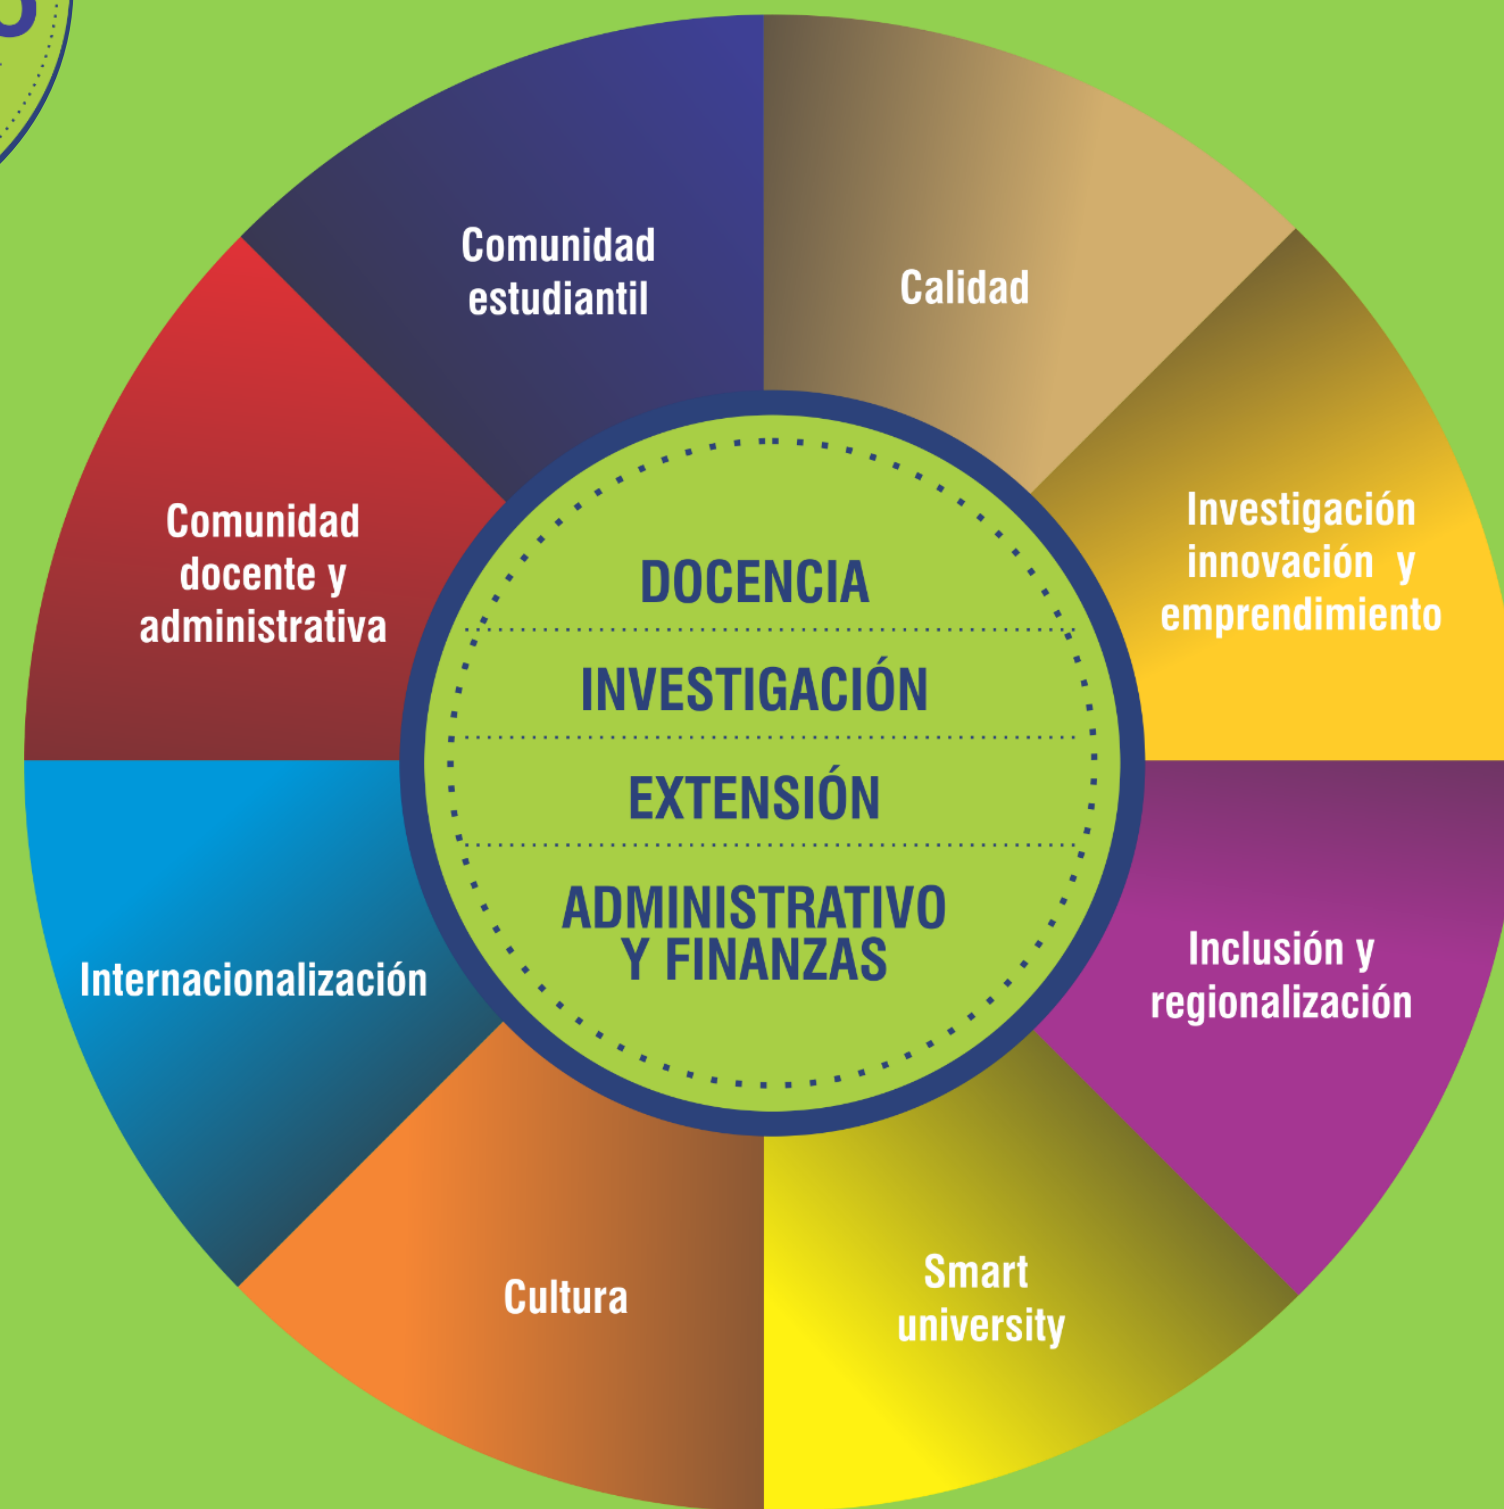 Comunidad
estudiantil
Calidad
Investigación
innovación y
emprendimiento
Inclusión y
regionalización
Smart
university
Cultura
Internacionalización
Comunidad
docente y
administrativa
DOCENCIA
INVESTIGACIÓN
EXTENSIÓN
ADMINISTRATIVO
Y FINANZAS